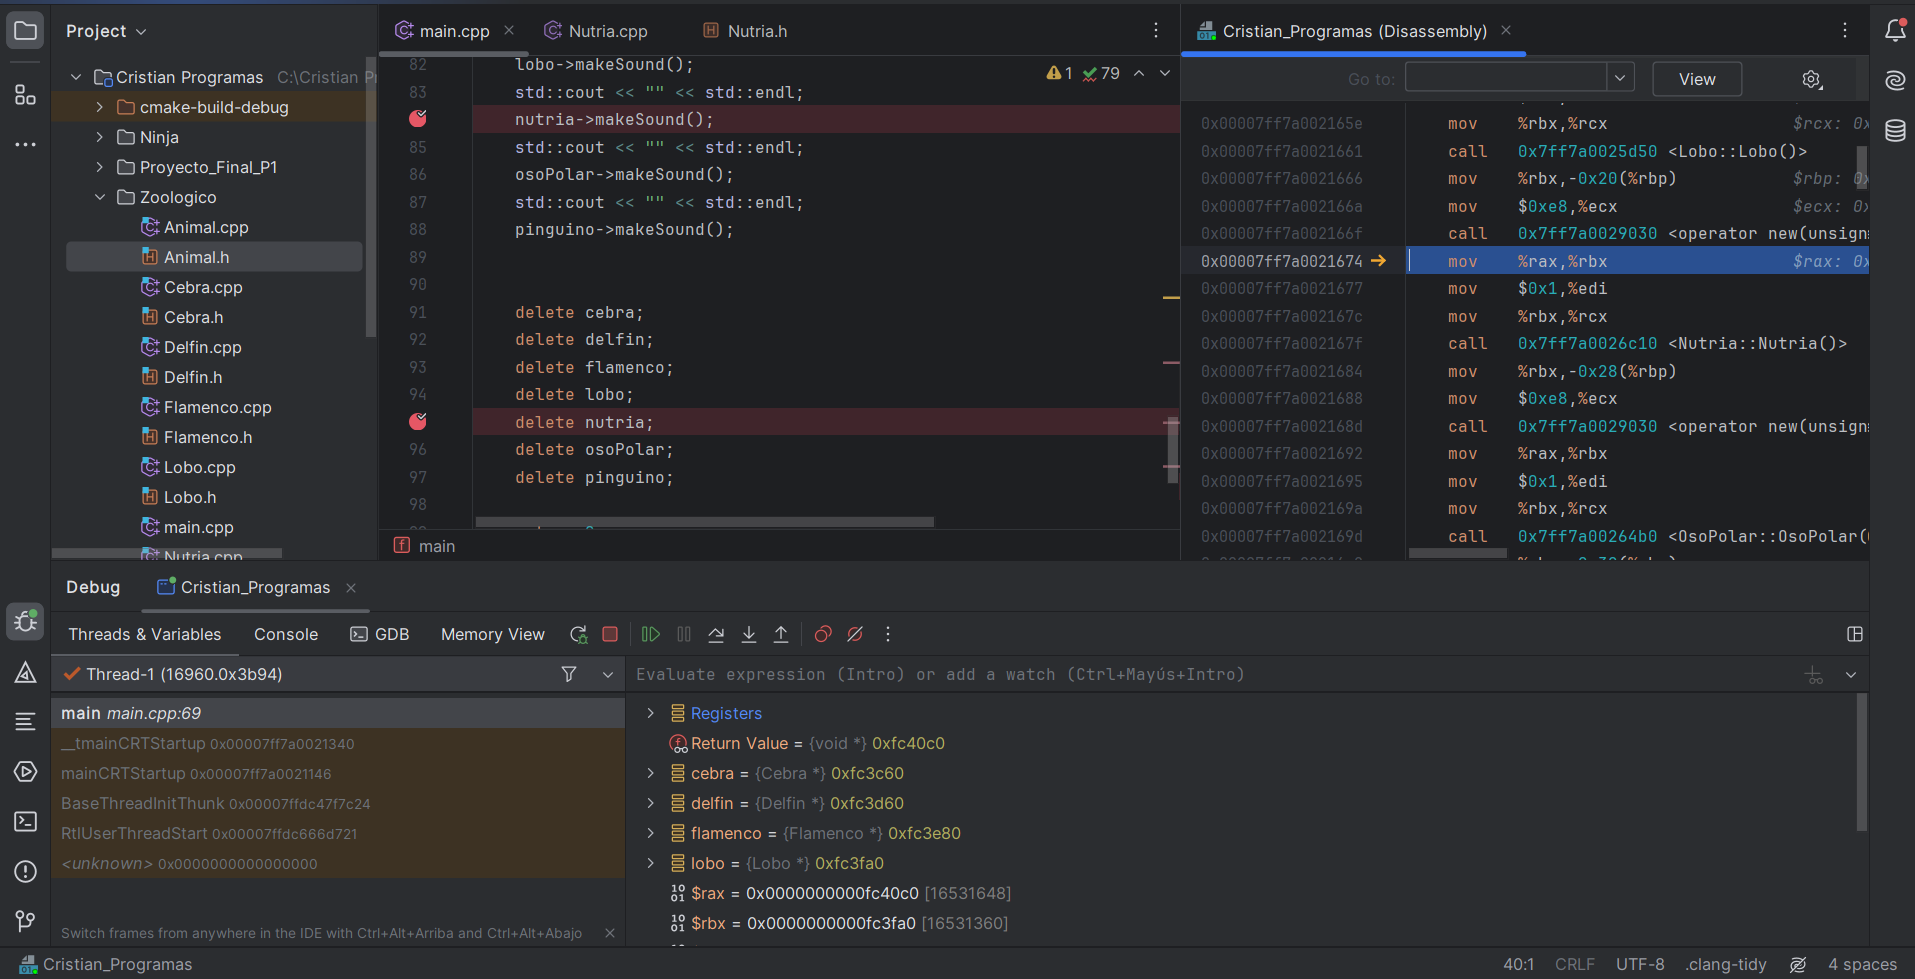 Project
Cristian Programas C:\Cristian Pr
cmake-build-debug
Ninja
Proyecto_Final_P1
Zoologico
Animal.cpp
Animal.h
Cebra.cpp
Cebra.h
Delfin.cpp
Delfin.h
Flamenco.cpp
Flamenco.h
Lobo.cpp
Lobo.h
main.cpp
Nutria.cpp
main.cpp Nutria.cpp Nutria.h
1 79
82 lobo->makeSound();
83 std::cout << "" << std::endl;
nutria->makeSound();
85 std::cout << "" << std::endl;
86 osoPolar->makeSound();
87 std::cout << "" << std::endl;
88 pinguino->makeSound();
89
90
91 delete cebra;
92 delete delfin;
93 delete flamenco;
94 delete lobo;
delete nutria;
96 delete osoPolar;
97 delete pinguino;
98
main
Cristian_Programas (Disassembly)
Go to: View
0x00007ff7a002165e mov %rbx,%rcx $rcx: 0x
0x00007ff7a0021661 call 0x7ff7a0025d50 <Lobo::Lobo()>
0x00007ff7a0021666 mov %rbx,-0x20(%rbp) $rbp: 0x
0x00007ff7a002166a mov $0xe8,%ecx $ecx: 0x
0x00007ff7a002166f call 0x7ff7a0029030 <operator new(unsign
0x00007ff7a0021674 mov %rax,%rbx $rax: 0x
0x00007ff7a0021677 mov $0x1,%edi
0x00007ff7a002167c mov %rbx,%rcx
0x00007ff7a002167f call 0x7ff7a0026c10 <Nutria::Nutria()>
0x00007ff7a0021684 mov %rbx,-0x28(%rbp)
0x00007ff7a0021688 mov $0xe8,%ecx
0x00007ff7a002168d call 0x7ff7a0029030 <operator new(unsign
0x00007ff7a0021692 mov %rax,%rbx
0x00007ff7a0021695 mov $0x1,%edi
0x00007ff7a002169a mov %rbx,%rcx
0x00007ff7a002169d call 0x7ff7a00264b0 <OsoPolar::OsoPolar(
Debug Cristian_Programas
Threads & Variables Console GDB Memory View
Thread-1 (16960.0x3b94)
main main.cpp:69
__tmainCRTStartup 0x00007ff7a0021340
mainCRTStartup 0x00007ff7a0021146
BaseThreadInitThunk 0x00007ffdc47f7c24
RtlUserThreadStart 0x00007ffdc666d721
<unknown> 0x0000000000000000
Switch frames from anywhere in the IDE with Ctrl+Alt+Arriba and Ctrl+Alt+Abajo
Evaluate expression (Intro) or add a watch (Ctrl+Mayús+Intro)
Registers
Return Value = {void *} 0xfc40c0
cebra = {Cebra *} 0xfc3c60
delfin = {Delfin *} 0xfc3d60
flamenco = {Flamenco *} 0xfc3e80
lobo = {Lobo *} 0xfc3fa0
$rax = 0x0000000000fc40c0 [16531648]
$rbx = 0x0000000000fc3fa0 [16531360]
Cristian_Programas
40:1 CRLF UTF-8 .clang-tidy 4 spaces